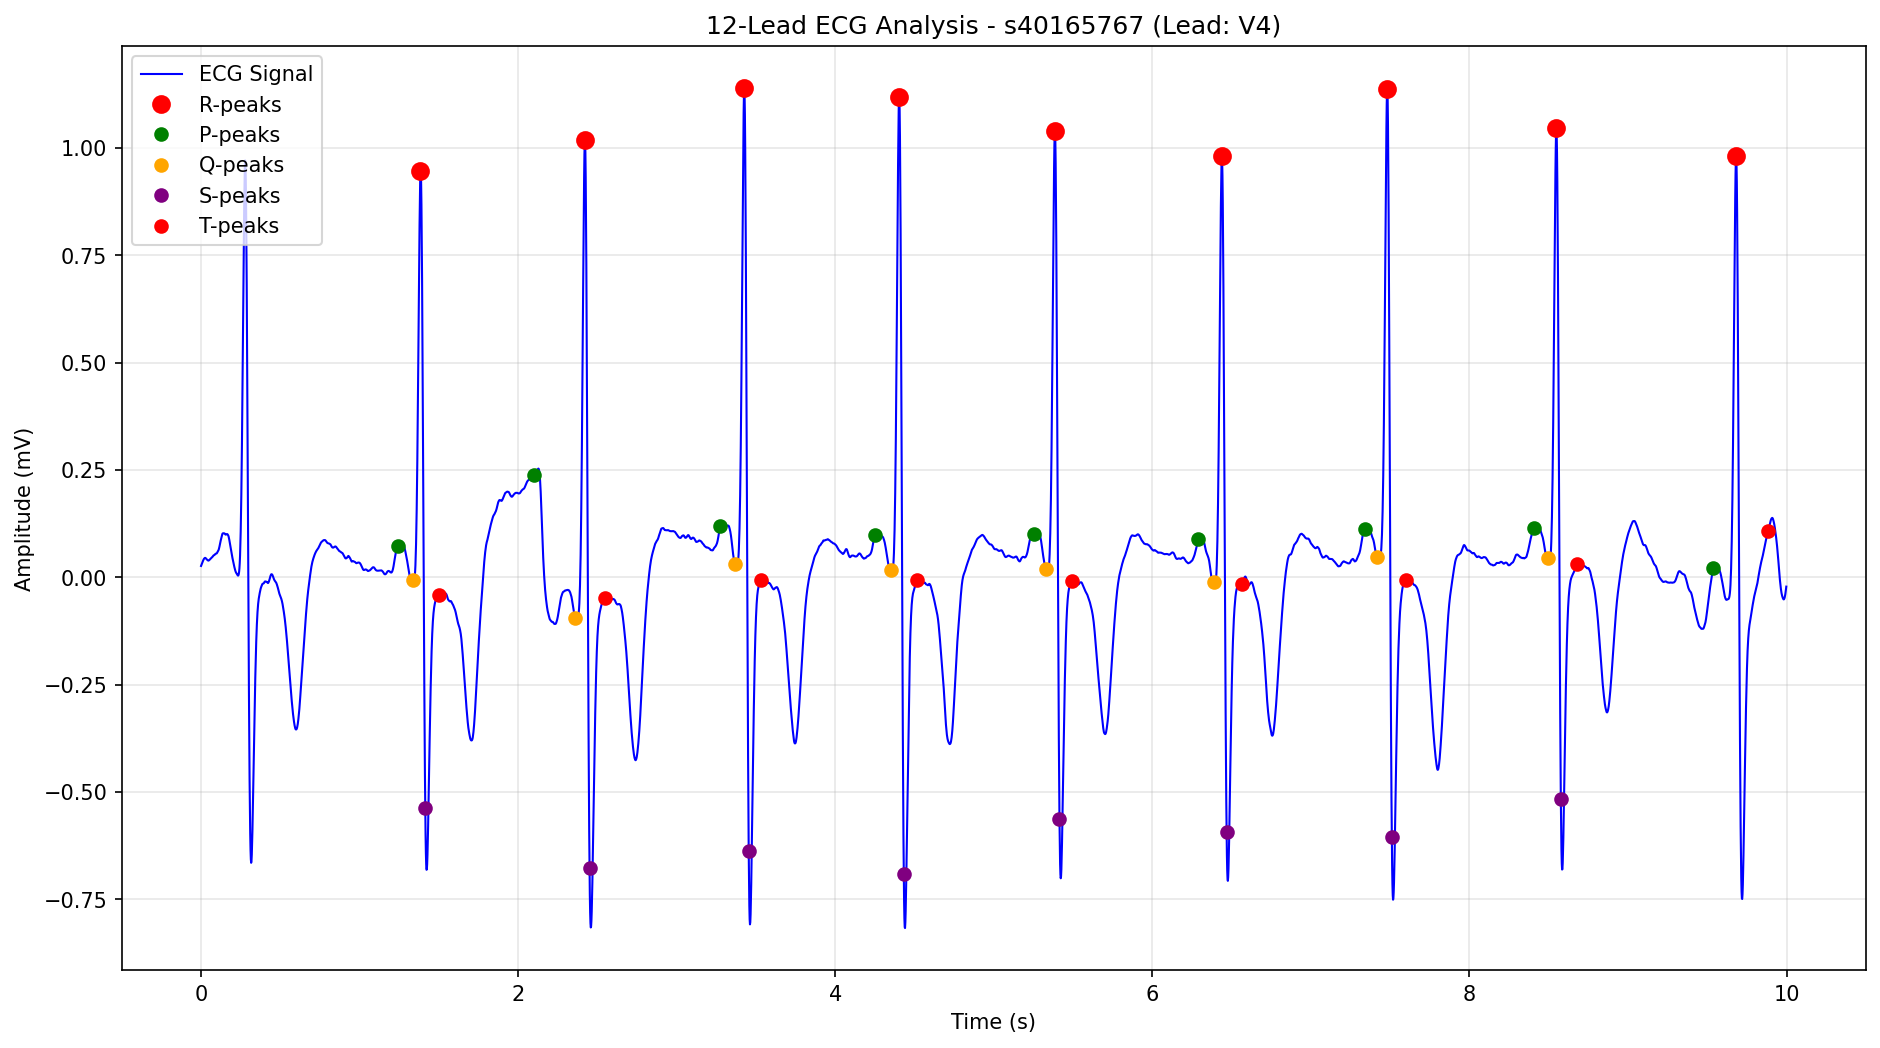 12-Lead ECG Analysis - s40165767 (Lead: V4)
ECG Signal
R-peaks
P-peaks
Q-peaks
S-peaks
T-peaks
Amplitude (mV)
1.00
0.75
0.50
0.25
0.00
−0.25
−0.50
−0.75
0 2 4 6 8 10
Time (s)